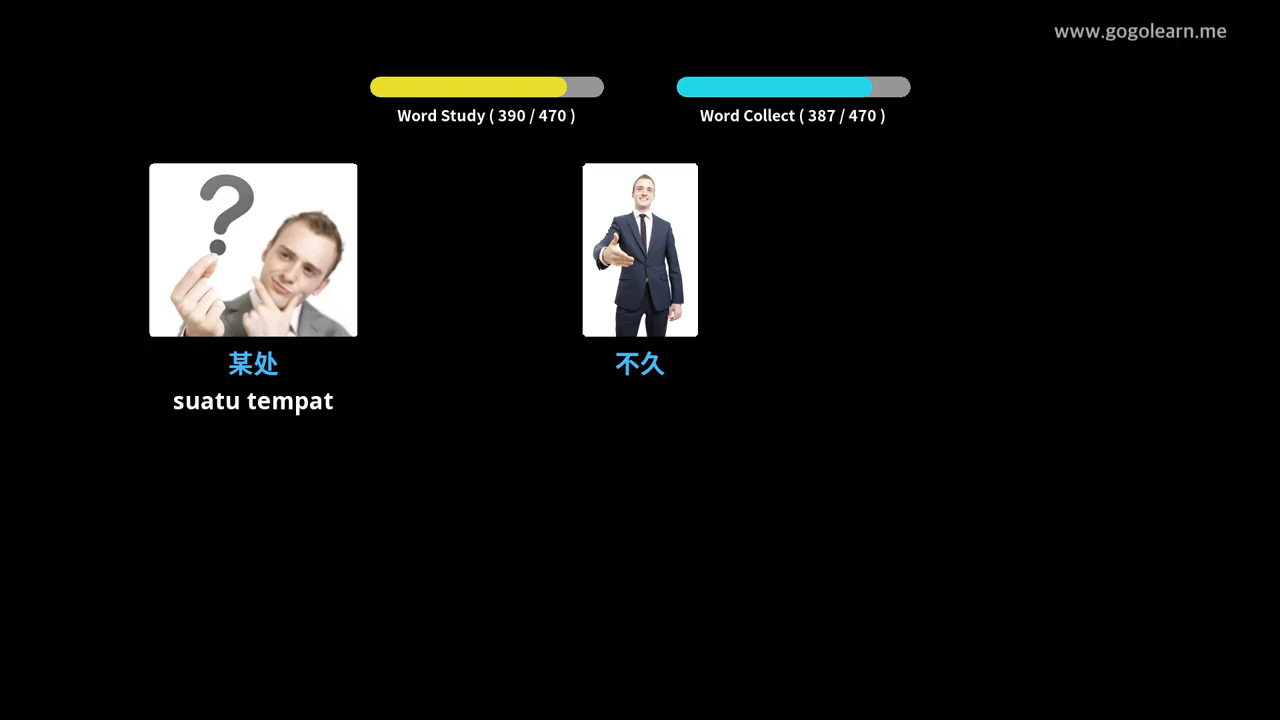 www.gogolearn.me
Word Study ( 390 / 470 )
Word Collect ( 387 / 470 )
?
某处
不久
suatu tempat